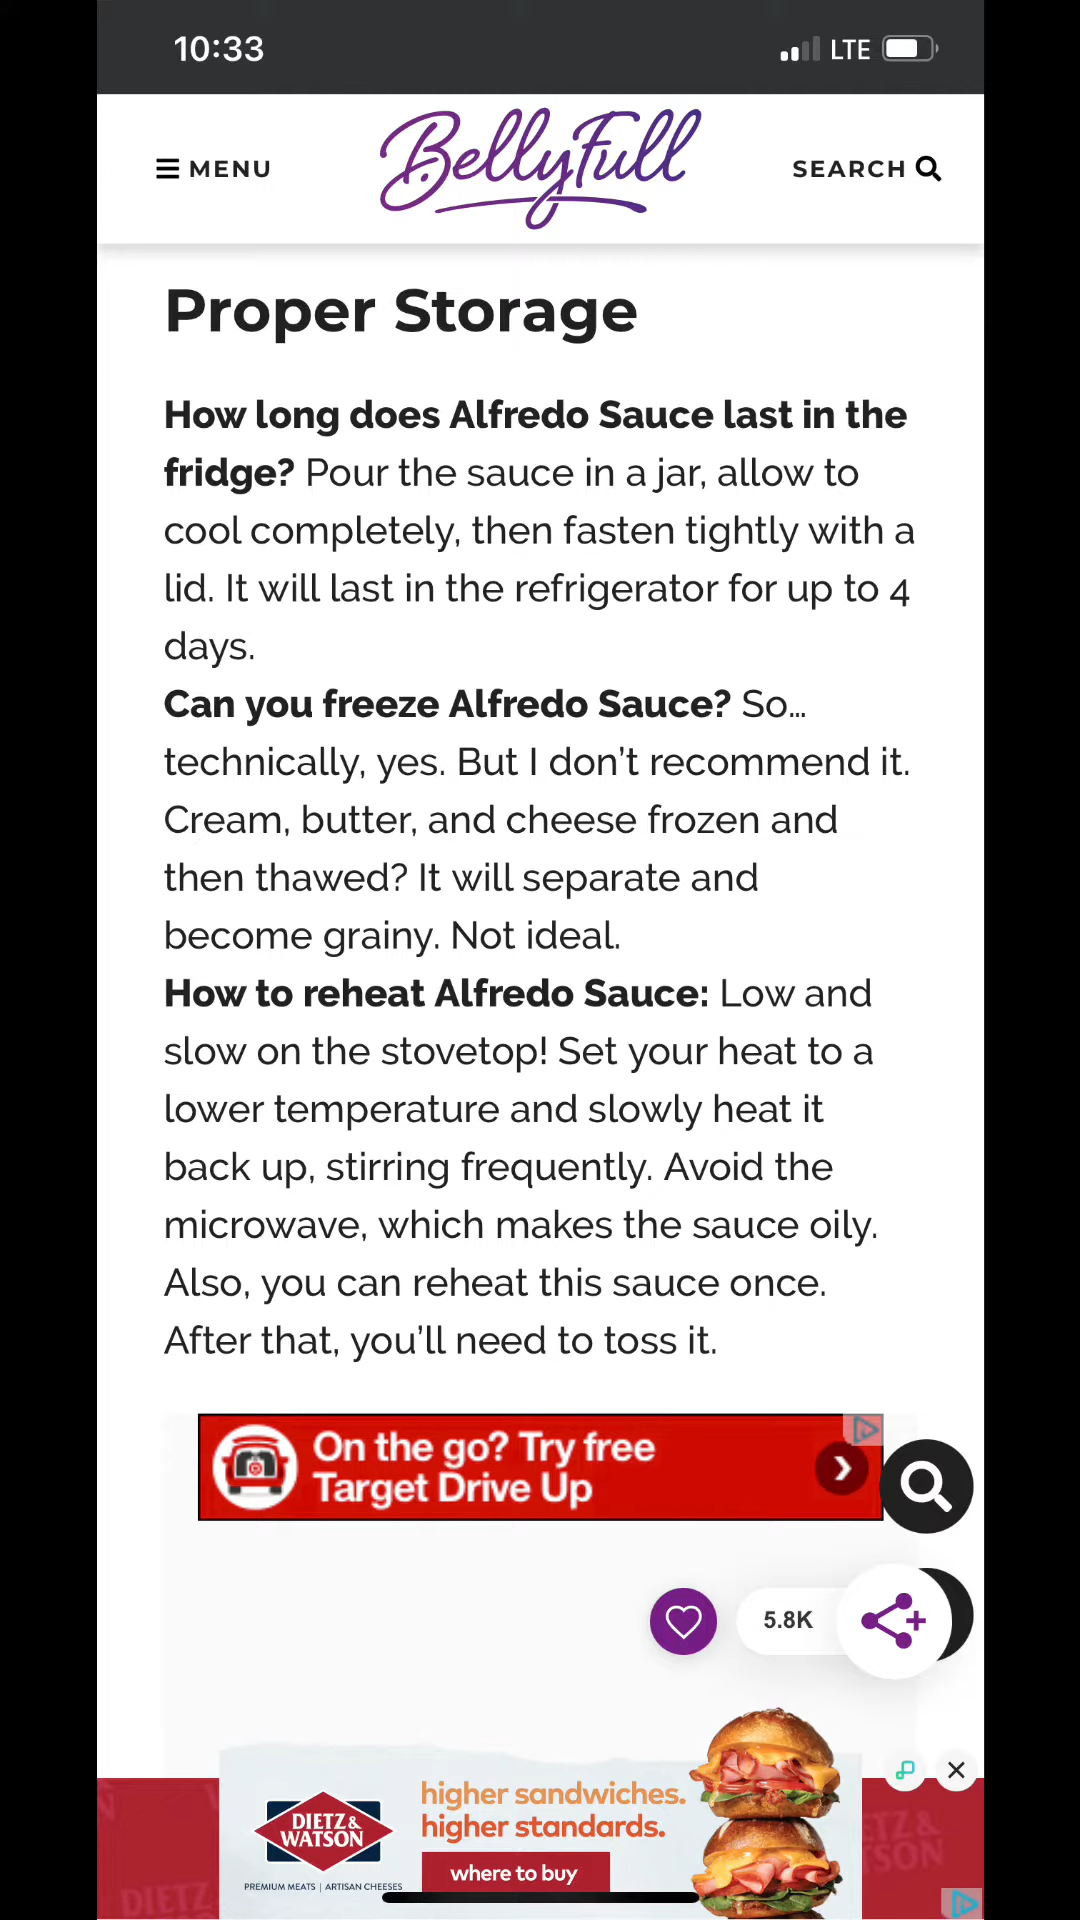 10:33
LTE
MENU
BellyFull
SEARCH
Proper Storage
How long does Alfredo Sauce last in the
fridge? Pour the sauce in a jar, allow to
cool completely, then fasten tightly with a
lid. It will last in the refrigerator for up to 4
days.
Can you freeze Alfredo Sauce? So...
technically, yes. But I don’t recommend it.
Cream, butter, and cheese frozen and
then thawed? It will separate and
become grainy. Not ideal.
How to reheat Alfredo Sauce: Low and
slow on the stovetop! Set your heat to a
lower temperature and slowly heat it
back up, stirring frequently. Avoid the
microwave, which makes the sauce oily.
Also, you can reheat this sauce once.
After that, you’ll need to toss it.
On the go? Try free
Target Drive Up
5.8K
higher sandwiches.
higher standards.
DIETZ &
WATSON
where to buy
PREMIUM MEATS | ARTISAN CHEESES
DIETZ
ETZ &
TSON